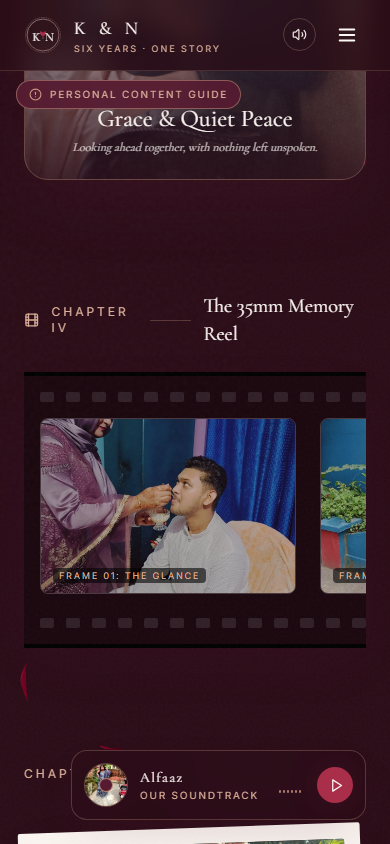 K N
K & N
SIX YEARS · ONE STORY
PERSONAL CONTENT GUIDE
Grace & Quiet Peace
Looking ahead together, with nothing left unspoken.
CHAPTER
IV
The 35mm Memory
Reel
FRAME 01: THE GLANCE
FRAM
CHAPT
Alfaaz
OUR SOUNDTRACK